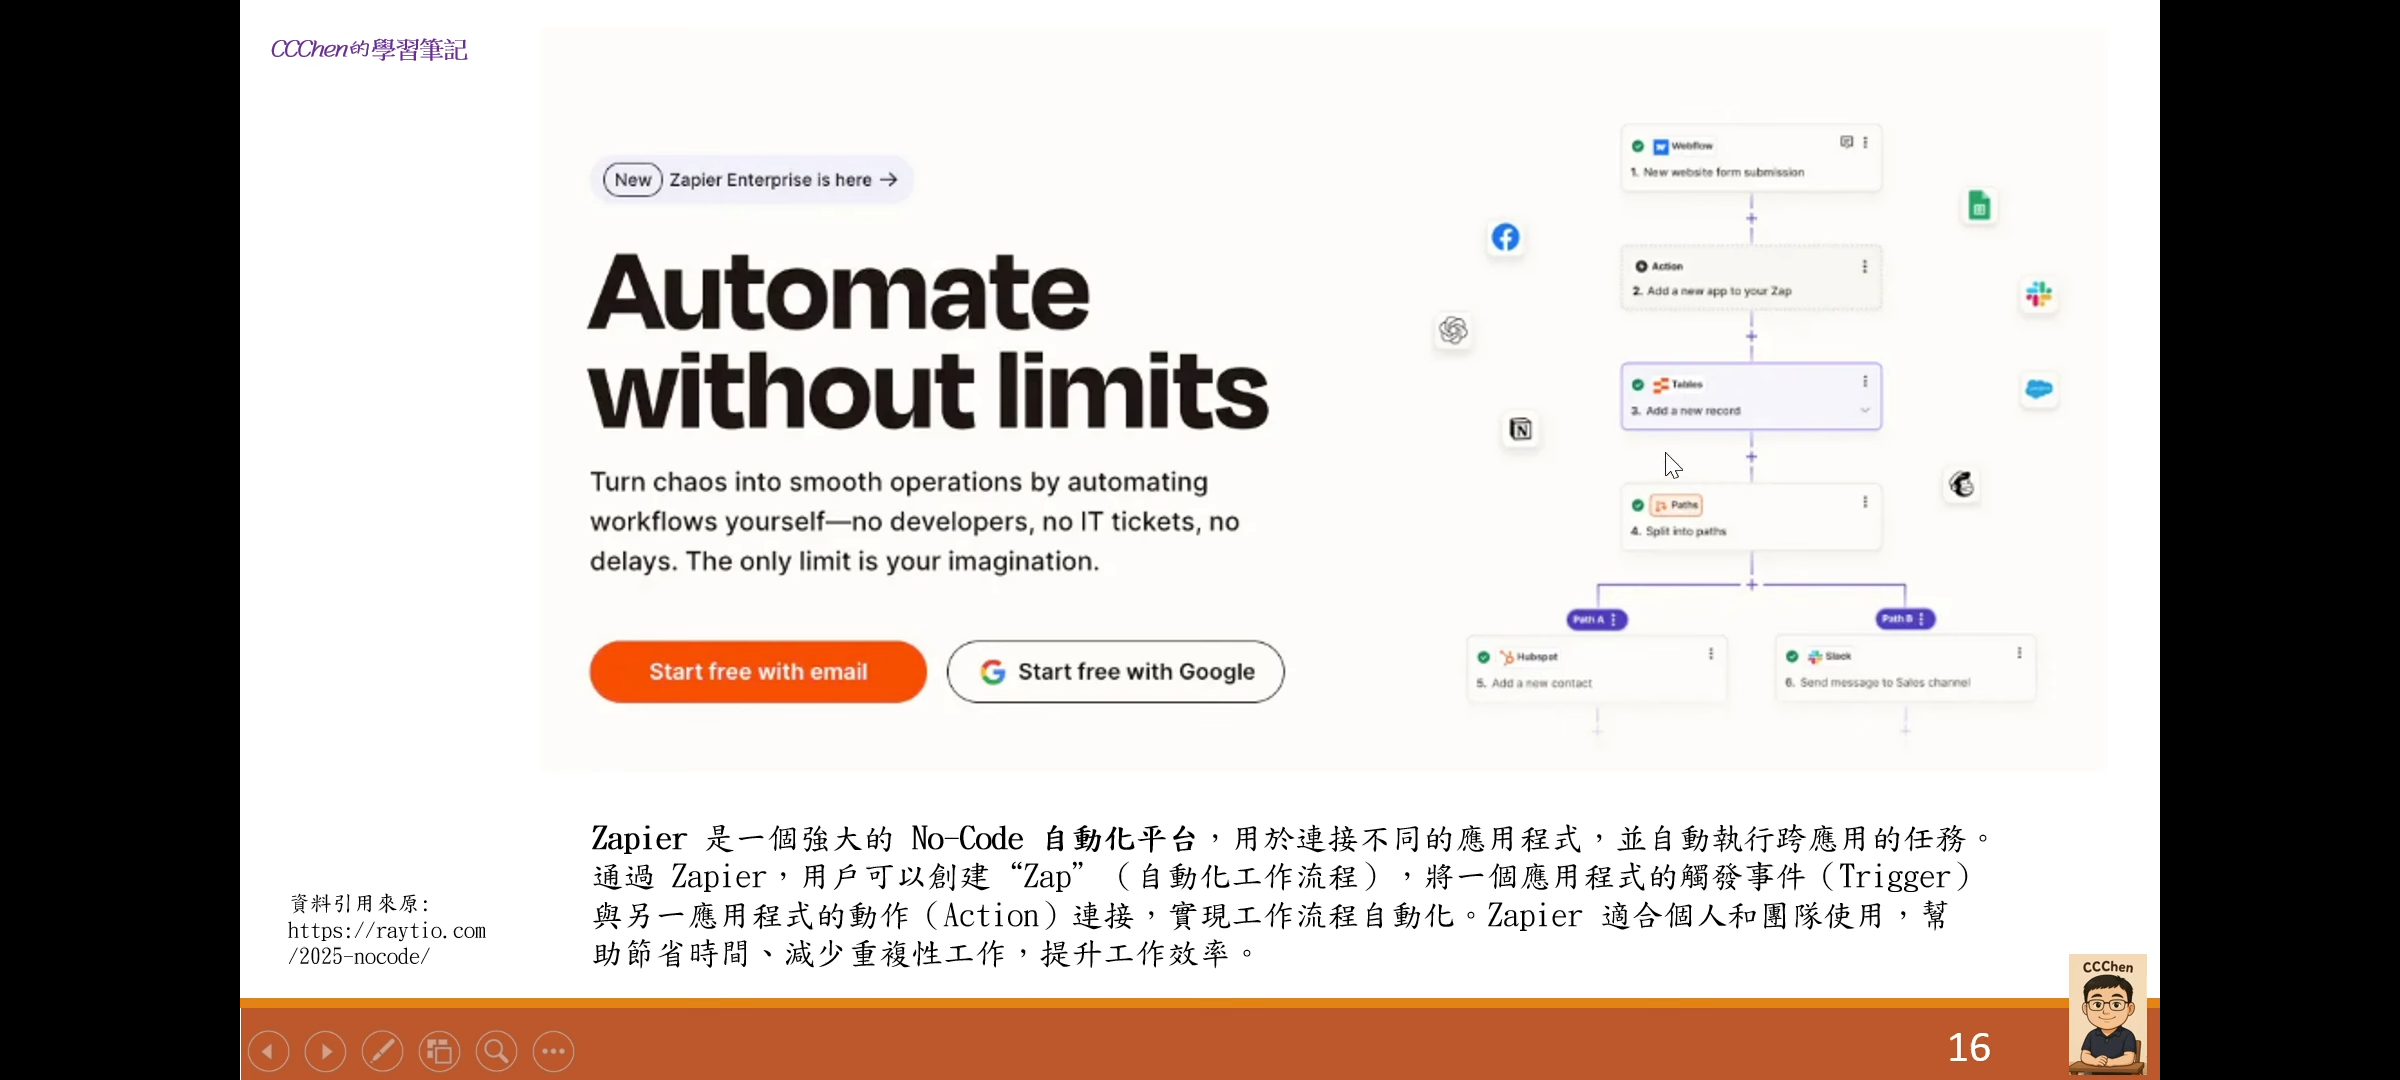 CCChen的學習筆記
New Zapier Enterprise is here →
Automate
without limits
Turn chaos into smooth operations by automating
workflows yourself—no developers, no IT tickets, no
delays. The only limit is your imagination.
Start free with email
Start free with Google
Webflow
1. New website form submission
Action
2. Add a new app to your Zap
Tables
3. Add a new record
Paths
4. Split into paths
Path A
Path B
Hubspot
5. Add a new contact
Slack
6. Send message to Sales channel
Zapier 是一個強大的 No-Code 自動化平台，用於連接不同的應用程式，並自動執行跨應用的任務。
通過 Zapier，用戶可以創建“Zap”（自動化工作流程），將一個應用程式的觸發事件（Trigger）
與另一應用程式的動作（Action）連接，實現工作流程自動化。Zapier 適合個人和團隊使用，幫
助節省時間、減少重複性工作，提升工作效率。
資料引用來原:
https://raytio.com
/2025-nocode/
CCChen
16